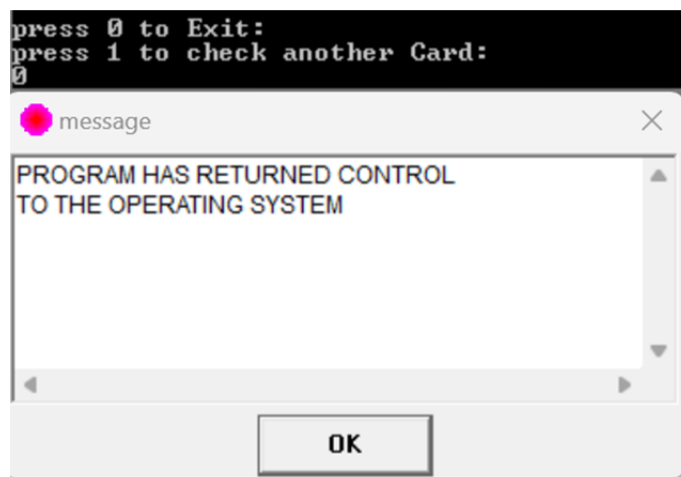 press 0 to Exit:
press 1 to check another Card:
0
message
PROGRAM HAS RETURNED CONTROL
TO THE OPERATING SYSTEM
OK